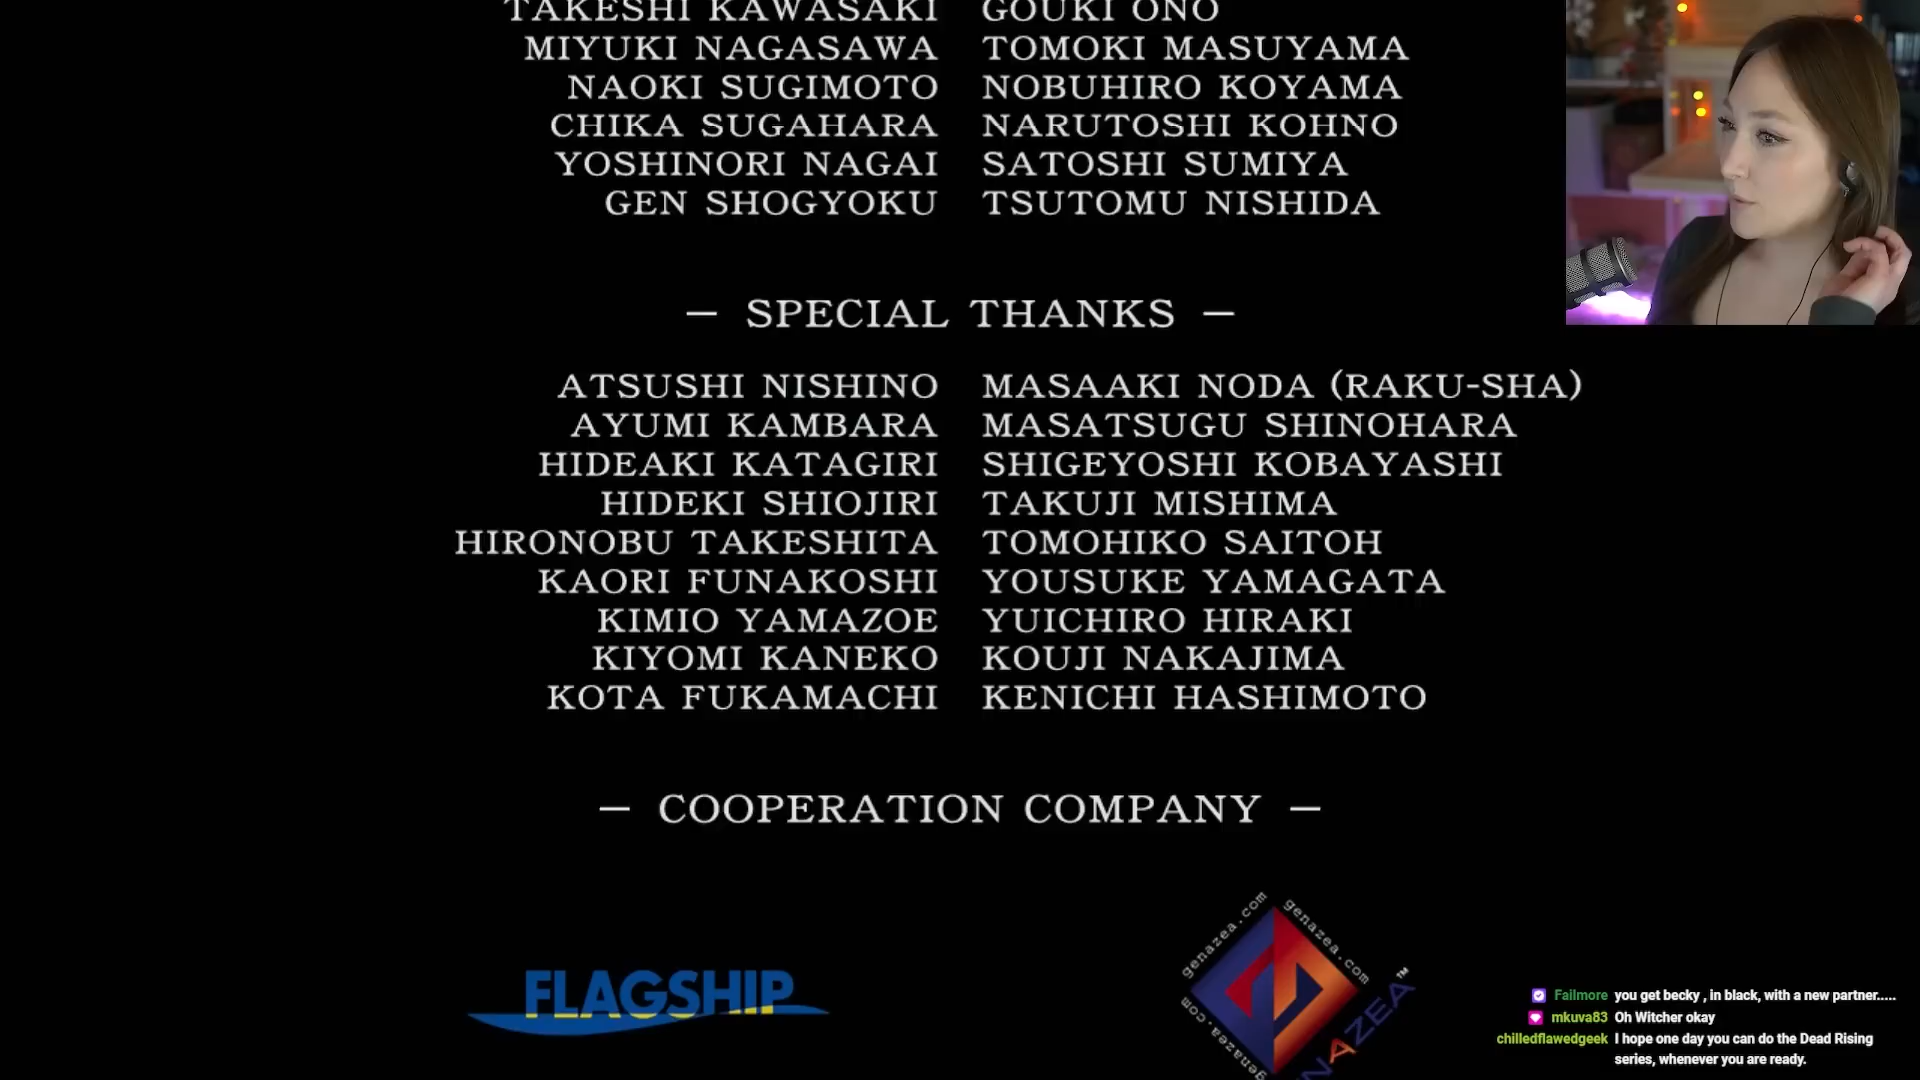 TAKESHI KAWASAKI GOUKI ONO
MIYUKI NAGASAWA TOMOKI MASUYAMA
NAOKI SUGIMOTO NOBUHIRO KOYAMA
CHIKA SUGAHARA NARUTOSHI KOHNO
YOSHINORI NAGAI SATOSHI SUMIYA
GEN SHOGYOKU TSUTOMU NISHIDA
— SPECIAL THANKS —
ATSUSHI NISHINO MASAAKI NODA (RAKU-SHA)
AYUMI KAMBARA MASATSUGU SHINOHARA
HIDEAKI KATAGIRI SHIGEYOSHI KOBAYASHI
HIDEKI SHIOJIRI TAKUJI MISHIMA
HIRONOBU TAKESHITA TOMOHIKO SAITOH
KAORI FUNAKOSHI YOUSUKE YAMAGATA
KIMIO YAMAZOE YUICHIRO HIRAKI
KIYOMI KANEKO KOUJI NAKAJIMA
KOTA FUKAMACHI KENICHI HASHIMOTO
— COOPERATION COMPANY —
FLAGSHIP
genazea.com
genazea.com
genazea.com
NAZEA™
Failmore you get becky , in black, with a new partner.....
mkuva83 Oh Witcher okay
chilledflawedgeek I hope one day you can do the Dead Rising
series, whenever you are ready.